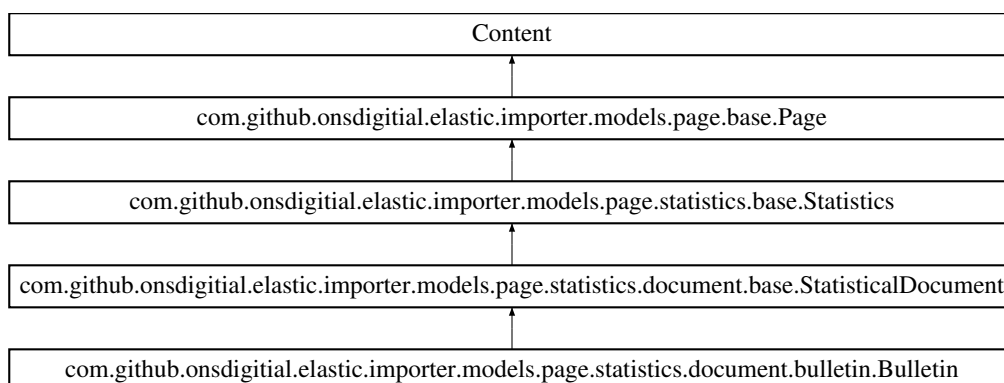 Content
com.github.onsdigitial.elastic.importer.models.page.base.Page
com.github.onsdigitial.elastic.importer.models.page.statistics.base.Statistics
com.github.onsdigitial.elastic.importer.models.page.statistics.document.base.StatisticalDocument
com.github.onsdigitial.elastic.importer.models.page.statistics.document.bulletin.Bulletin